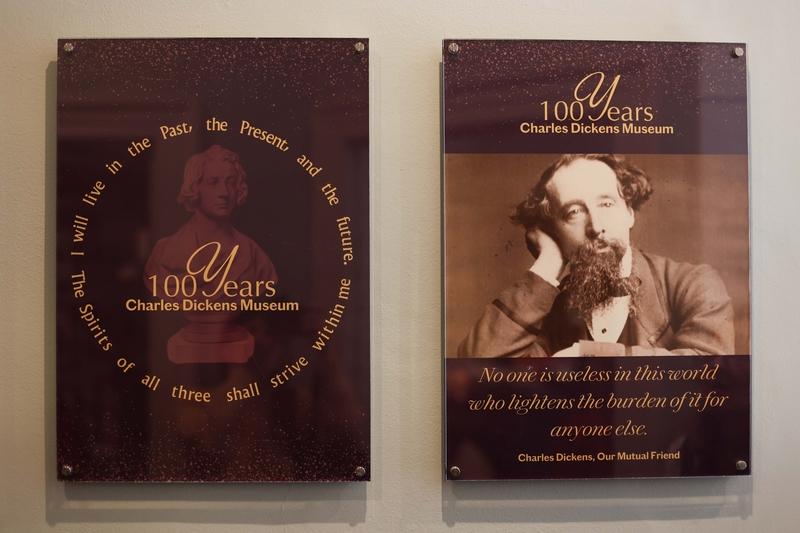 I will live in the Past, the Present, and the future.
The Spirits of all three shall strive within me
100 Years
Charles Dickens Museum
100 Years
Charles Dickens Museum
No one is useless in this world
who lightens the burden of it for
anyone else.
Charles Dickens, Our Mutual Friend